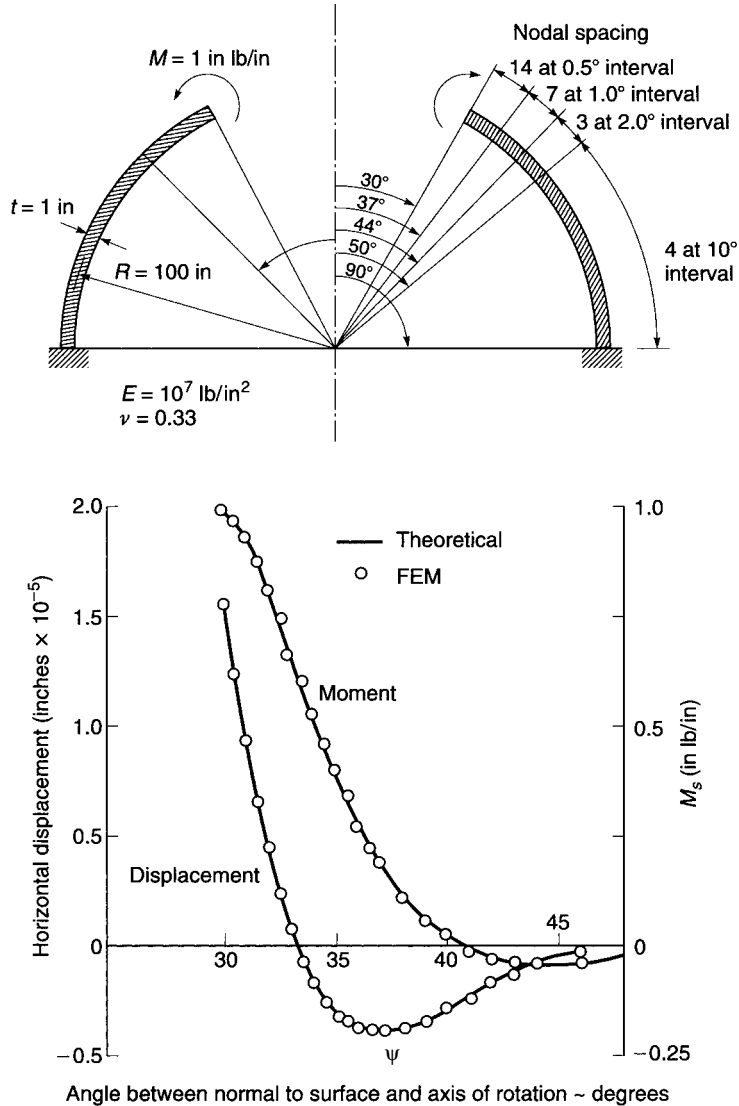 Nodal spacing
M = 1 in lb/in
14 at 0.5° interval
7 at 1.0° interval
3 at 2.0° interval
30°
37°
44°
50°
90°
t = 1 in
R = 100 in
4 at 10°
interval
E = 10⁷ lb/in²
ν = 0.33
2.0
1.5
1.0
0.5
0
−0.5
Horizontal displacement (inches × 10⁻⁵)
Theoretical
FEM
Moment
Displacement
30
35
40
45
ψ
1.0
0.5
0
−0.25
Mₛ (in lb/in)
Angle between normal to surface and axis of rotation ~ degrees